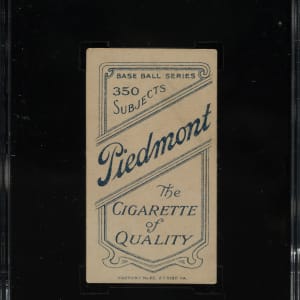 BASE BALL SERIES
350
SUBJECTS
Piedmont
The
CIGARETTE
of
QUALITY